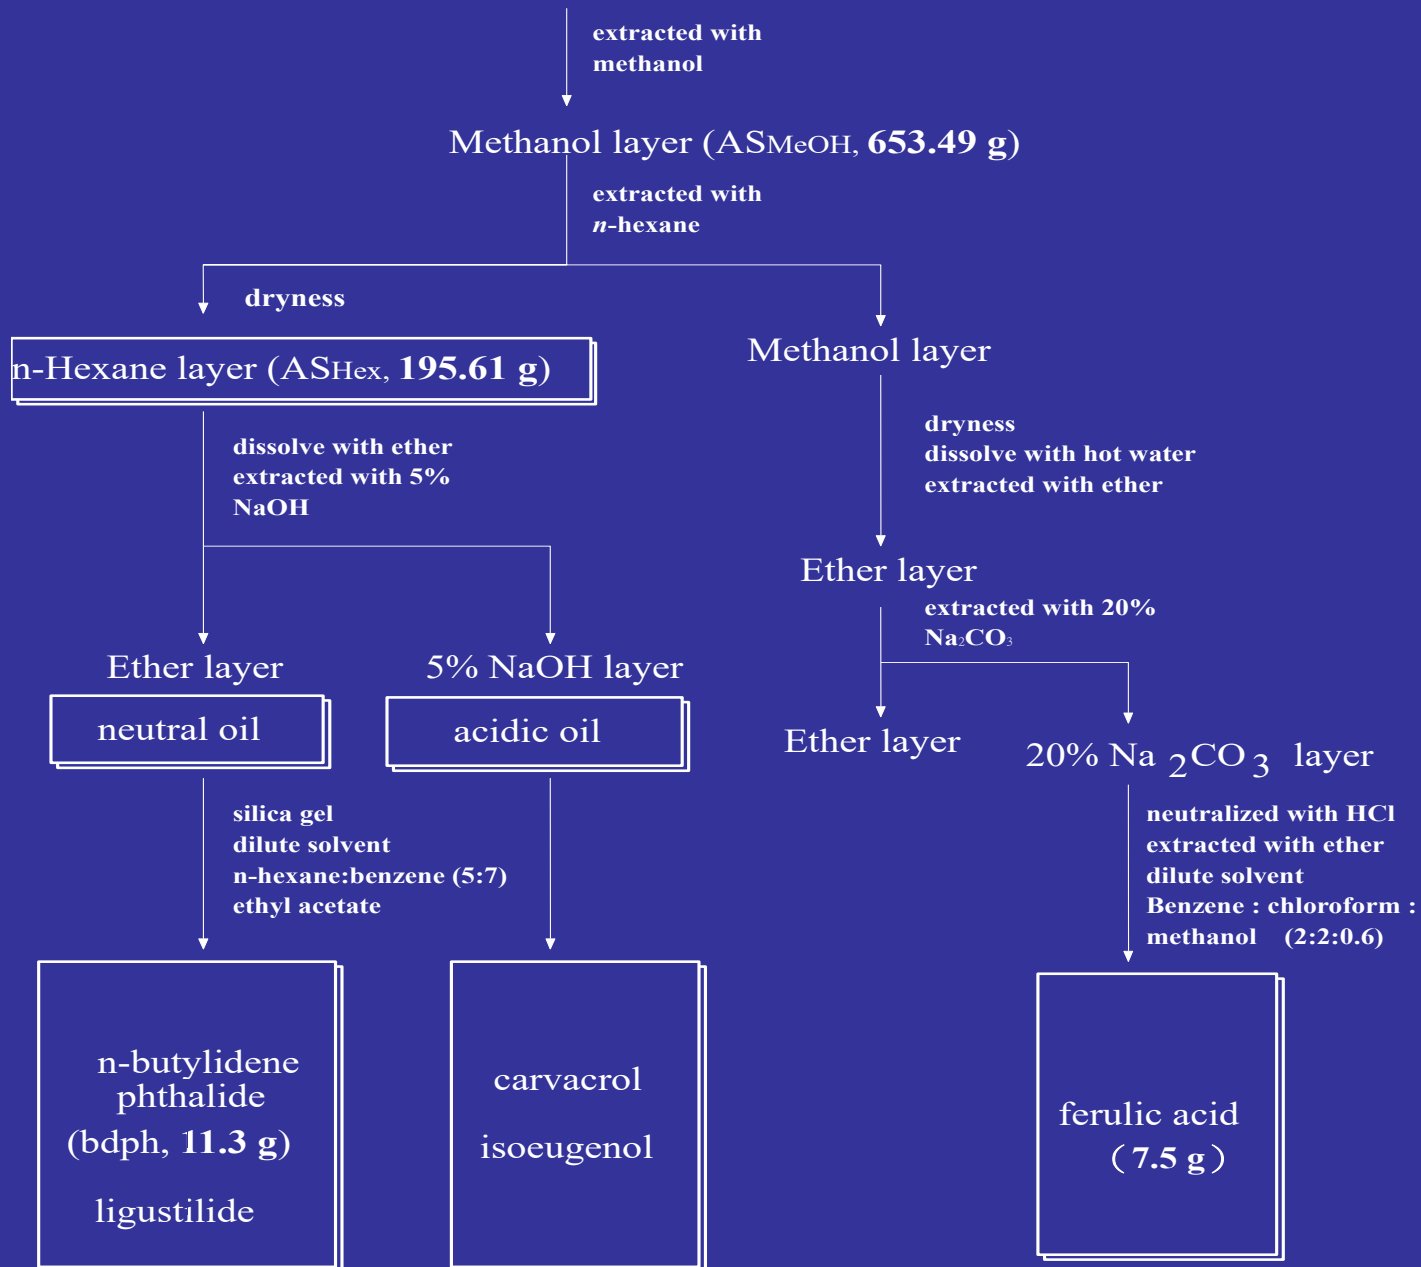 extracted with
methanol
Methanol layer (ASMeOH, 653.49 g)
extracted with
n-hexane
dryness
n-Hexane layer (ASHex, 195.61 g)
Methanol layer
dissolve with ether
extracted with 5%
NaOH
dryness
dissolve with hot water
extracted with ether
Ether layer
extracted with 20%
Na₂CO₃
Ether layer
neutral oil
5% NaOH layer
acidic oil
Ether layer
20% Na ₂CO ₃ layer
silica gel
dilute solvent
n-hexane:benzene (5:7)
ethyl acetate
neutralized with HCl
extracted with ether
dilute solvent
Benzene : chloroform :
methanol (2:2:0.6)
n-butylidene
phthalide
(bdph, 11.3 g)
ligustilide
carvacrol
isoeugenol
ferulic acid
（7.5 g）